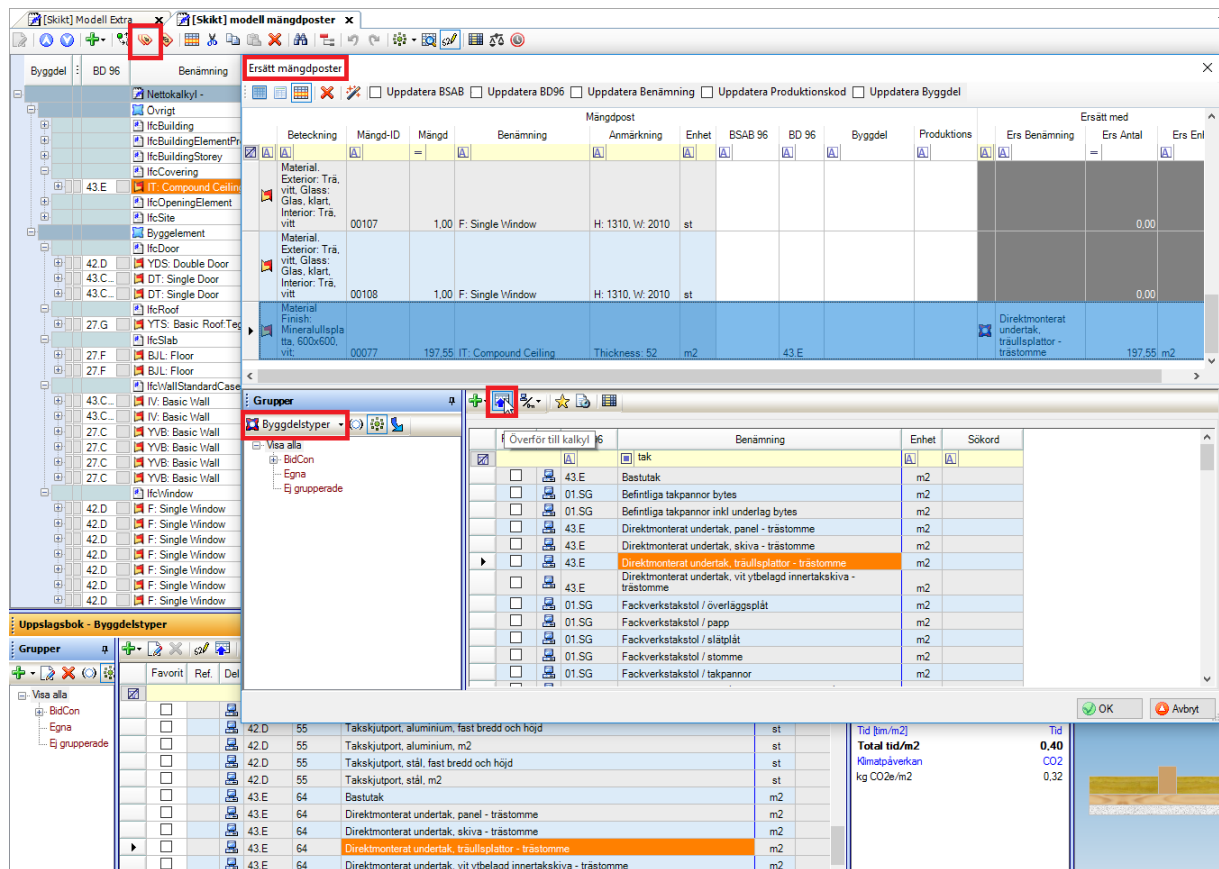 [Skikt] Modell Extra x [Skikt] modell mängdposter x
Byggdel BD 96 Benämning
Nettokalkyl -
Övrigt
IfcBuilding
IfcBuildingElementPr
IfcBuildingStorey
IfcCovering
43.E IT: Compound Ceiling
IfcOpeningElement
IfcSite
Byggelement
IfcDoor
42.D YDS: Double Door
43.C... DT: Single Door
43.C... DT: Single Door
IfcRoof
27.G YTS: Basic Roof:Teg
IfcSlab
27.F BJL: Floor
27.F BJL: Floor
IfcWallStandardCase
43.C... IV: Basic Wall
43.C... IV: Basic Wall
27.C YVB: Basic Wall
27.C YVB: Basic Wall
27.C YVB: Basic Wall
27.C YVB: Basic Wall
IfcWindow
42.D F: Single Window
42.D F: Single Window
42.D F: Single Window
42.D F: Single Window
42.D F: Single Window
42.D F: Single Window
42.D F: Single Window
Ersätt mängdposter
Uppdatera BSAB Uppdatera BD96 Uppdatera Benämning Uppdatera Produktionskod Uppdatera Byggdel
Mängdpost Ersätt med
Beteckning Mängd-ID Mängd Benämning Anmärkning Enhet BSAB 96 BD 96 Byggdel Produktions Ers Benämning Ers Antal Ers Enl
Material.
Exterior: Trä,
vitt, Glass:
Glas, klart,
Interior: Trä,
vitt 00107 1,00 F: Single Window H: 1310, W: 2010 st 0,00
Material.
Exterior: Trä,
vitt, Glass:
Glas, klart,
Interior: Trä,
vitt 00108 1,00 F: Single Window H: 1310, W: 2010 st 0,00
Material
Finish:
Mineralullspla
tta, 600x600,
vit; 00077 197,55 IT: Compound Ceiling Thickness: 52 m2 43.E
Direktmonterat
undertak,
träullsplattor -
trästomme 197,55 m2
Grupper
Byggdelstyper
Visa alla
BidCon
Egna
Ej grupperade
Överför till kalkyl
6 Benämning Enhet Sökord
tak
43.E Bastutak m2
01.SG Befintliga takpannor bytes m2
01.SG Befintliga takpannor inkl underlag bytes m2
43.E Direktmonterat undertak, panel - trästomme m2
43.E Direktmonterat undertak, skiva - trästomme m2
43.E Direktmonterat undertak, träullsplattor - trästomme m2
43.E Direktmonterat undertak, vit ytbelagd innertakskiva -
trästomme m2
01.SG Fackverkstakstol / överläggsplåt m2
01.SG Fackverkstakstol / papp m2
01.SG Fackverkstakstol / slätplåt m2
01.SG Fackverkstakstol / stomme m2
01.SG Fackverkstakstol / takpannor m2
OK Avbryt
Uppslagsbok - Byggdelstyper
Grupper
Visa alla
BidCon
Egna
Ej grupperade
Favorit Ref. Del
42.D 55 Takskjutport, aluminium, fast bredd och höjd st
42.D 55 Takskjutport, aluminium, m2 st
42.D 55 Takskjutport, stål, fast bredd och höjd st
42.D 55 Takskjutport, stål, m2 st
43.E 64 Bastutak m2
43.E 64 Direktmonterat undertak, panel - trästomme m2
43.E 64 Direktmonterat undertak, skiva - trästomme m2
43.E 64 Direktmonterat undertak, träullsplattor - trästomme m2
43.E 64 Direktmonterat undertak, vit ytbelagd innertakskiva - trästomme m2
Tid [tim/m2] Tid
Total tid/m2 0,40
Klimatpåverkan CO2
kg CO2e/m2 0,32